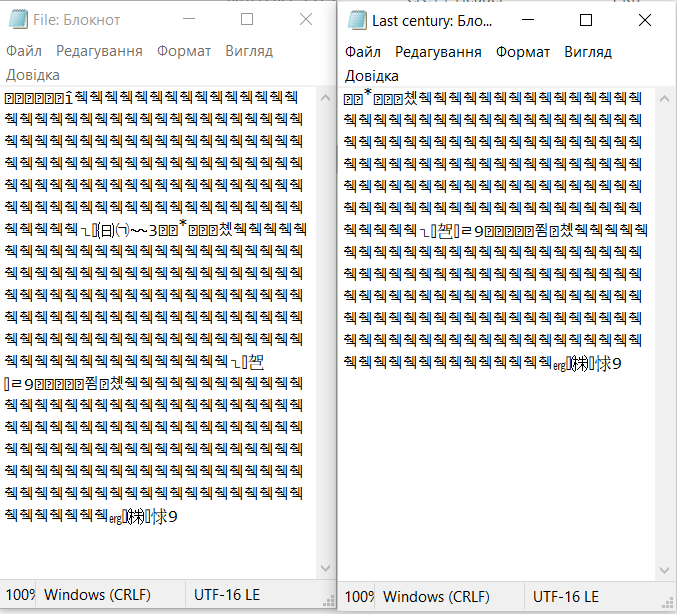 File: Блокнот
Файл Редагування Формат Вигляд
Довідка
î췍췍췍췍췍췍췍췍췍췍췍췍췍췍췍
췍췍췍췍췍췍췍췍췍췍췍췍췍췍췍췍췍췍췍췍
췍췍췍췍췍췍췍췍췍췍췍췍췍췍췍췍췍췍췍췍
췍췍췍췍췍췍췍췍췍췍췍췍췍췍췍췍췍췍췍췍
췍췍췍췍췍췍췍췍췍췍췍췍췍췍췍췍췍췍췍췍
췍췍췍췍췍췍췍췍췍췍췍췍췍췍췍췍췍췍췍췍
췍췍췍췍췍㈰㈀3*췍췍췍췍췍
췍췍췍췍췍췍췍췍췍췍췍췍췍췍췍췍췍췍췍췍
췍췍췍췍췍췍췍췍췍췍췍췍췍췍췍췍췍췍췍췍
췍췍췍췍췍췍췍췍췍췍췍췍췍췍췍췍췍췍췍췍
췍췍췍췍췍췍췍췍췍췍췍췍췍췍췍췍췍췍췍췍
췍췍췍췍췍췍췍췍췍췍췍췍췍췍췍췍췍췍췍췍
췍췍췍췍췍췍췍췍췍췍췍췍췍췍췍
ㄹ9췍췍췍췍췍췍췍췍췍췍췍췍
췍췍췍췍췍췍췍췍췍췍췍췍췍췍췍췍췍췍췍췍
췍췍췍췍췍췍췍췍췍췍췍췍췍췍췍췍췍췍췍췍
췍췍췍췍췍췍췍췍췍췍췍췍췍췍췍췍췍췍췍췍
췍췍췍췍췍췍췍췍췍췍췍췍췍췍췍췍췍췍췍췍
췍췍췍췍췍췍췍췍췍췍췍췍췍췍췍췍췍췍췍췍
췍췍췍췍췍췍췍㋍㈱9
100% Windows (CRLF) UTF-16 LE
Last century: Бло...
Файл Редагування Формат Вигляд
Довідка
*췍췍췍췍췍췍췍췍췍췍췍췍췍췍췍
췍췍췍췍췍췍췍췍췍췍췍췍췍췍췍췍췍췍췍췍
췍췍췍췍췍췍췍췍췍췍췍췍췍췍췍췍췍췍췍췍
췍췍췍췍췍췍췍췍췍췍췍췍췍췍췍췍췍췍췍췍
췍췍췍췍췍췍췍췍췍췍췍췍췍췍췍췍췍췍췍췍
췍췍췍췍췍췍췍췍췍췍췍췍췍췍췍췍췍췍췍췍
췍췍췍췍췍ㄹ9췍췍췍췍췍
췍췍췍췍췍췍췍췍췍췍췍췍췍췍췍췍췍췍췍췍
췍췍췍췍췍췍췍췍췍췍췍췍췍췍췍췍췍췍췍췍
췍췍췍췍췍췍췍췍췍췍췍췍췍췍췍췍췍췍췍췍
췍췍췍췍췍췍췍췍췍췍췍췍췍췍췍췍췍췍췍췍
췍췍췍췍췍췍췍췍췍췍췍췍췍췍췍췍췍췍췍췍
췍췍췍췍췍췍췍췍췍췍췍췍췍췍㋍㈱9
100% Windows (CRLF) UTF-16 LE